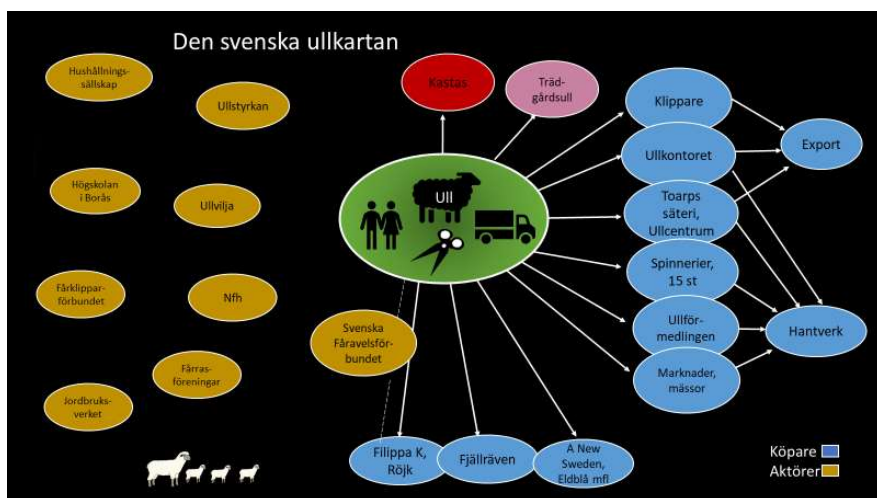 Den svenska ullkartan
Hushållnings-
sällskap
Ullstyrkan
Högskolan
i Borås
Ullvilja
Fårklippar-
förbundet
Nfh
Fårras-
föreningar
Jordbruks-
verket
Svenska
Fåravelsför-
bundet
Kastas
Träd-
gårdsull
Ull
Klippare
Ullkontoret
Toarps
säteri,
Ullcentrum
Spinnerier,
15 st
Ullför-
medlingen
Marknader,
mässor
Export
Hantverk
Filippa K,
Röjk
Fjällräven
A New
Sweden,
Eldblå mfl
Köpare
Aktörer